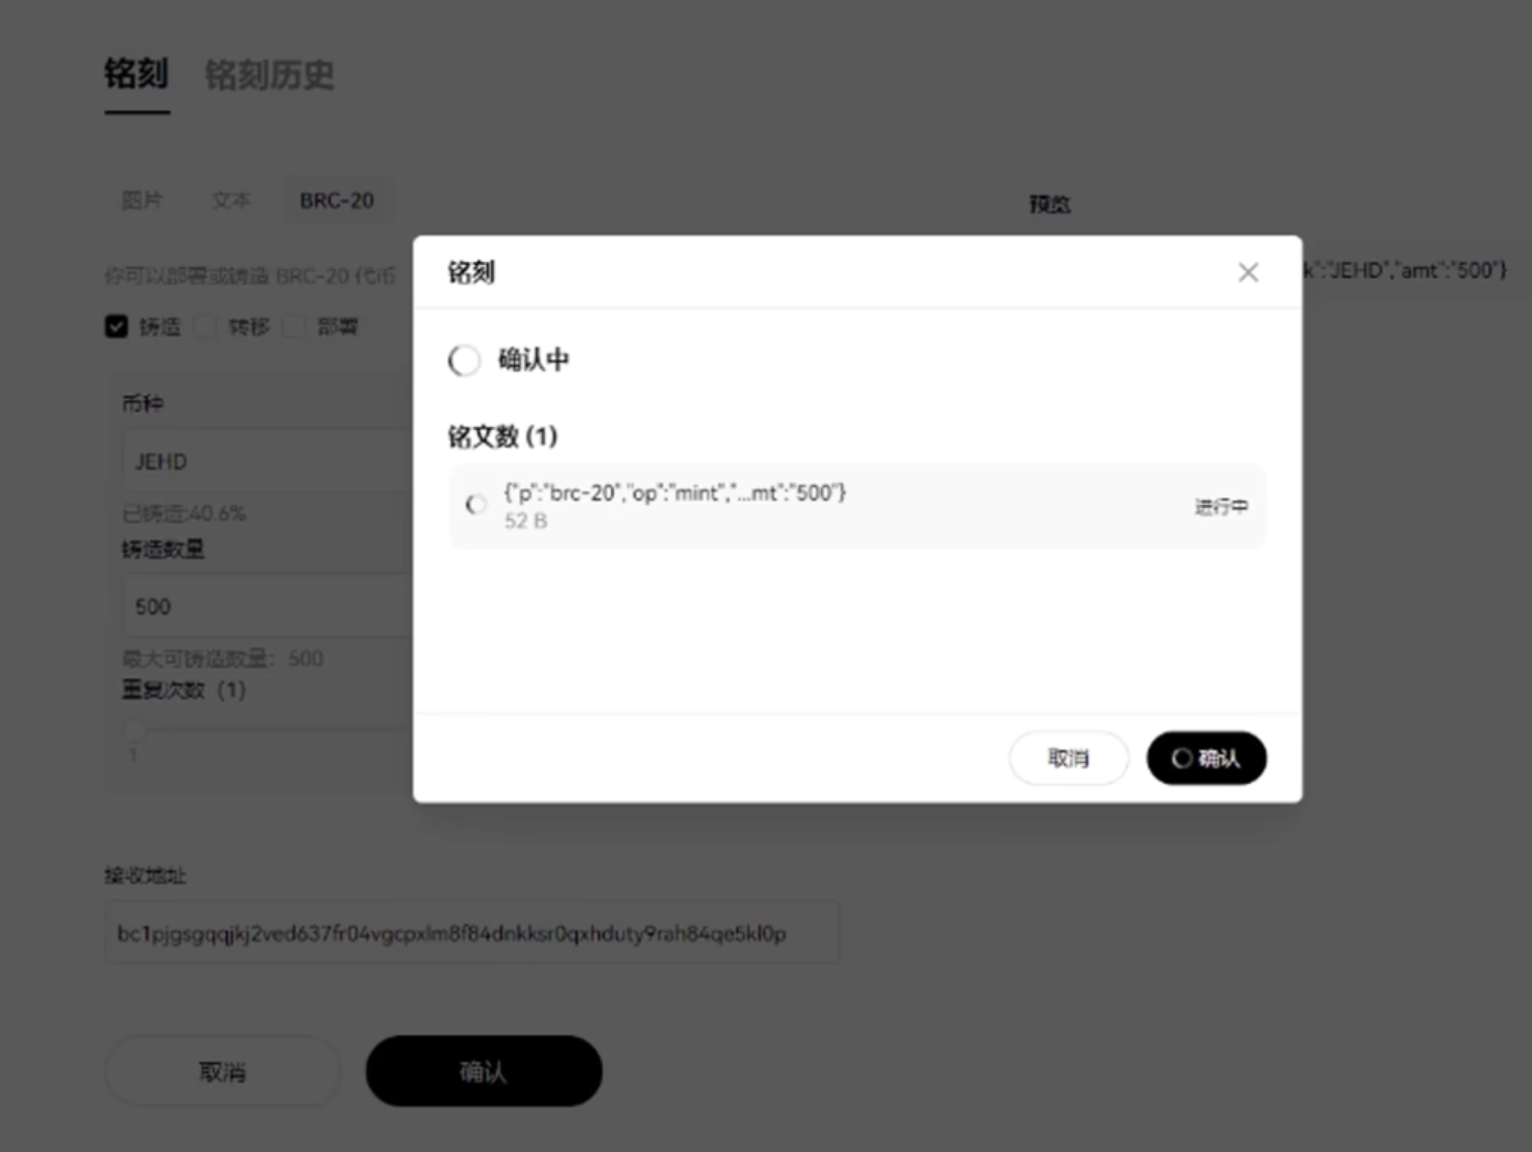 铭刻 铭刻历史
图片 文本 BRC-20
预览
你可以部署或铸造 BRC-20 代币
铸造 转移 部署
币种
JEHD
已铸造:40.6%
铸造数量
500
最大可铸造数量：500
重复次数（1）
1
k":"JEHD","amt":"500"}
铭刻
确认中
铭文数 (1)
{"p":"brc-20","op":"mint","...mt":"500"}
52 B
进行中
取消 确认
接收地址
bc1pjgsgqqjkj2ved637fr04vgcpxlm8f84dnkksr0qxhduty9rah84qe5kl0p
取消 确认